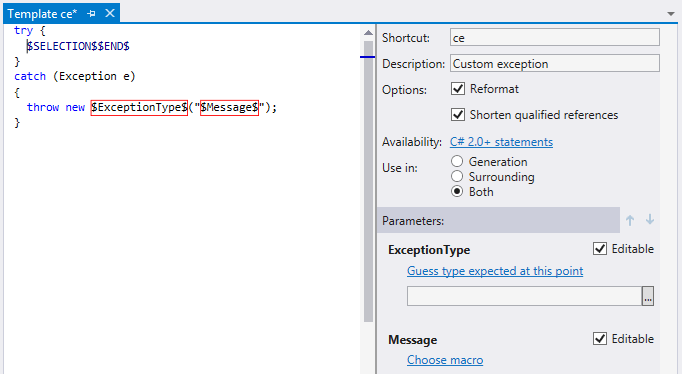 Template ce*
try {
  $SELECTION$$END$
}
catch (Exception e)
{
  throw new $ExceptionType$("$Message$");
}
Shortcut: ce
Description: Custom exception
Options: Reformat
Shorten qualified references
Availability: C# 2.0+ statements
Use in: Generation
Surrounding
Both
Parameters:
ExceptionType Editable
Guess type expected at this point
...
Message Editable
Choose macro